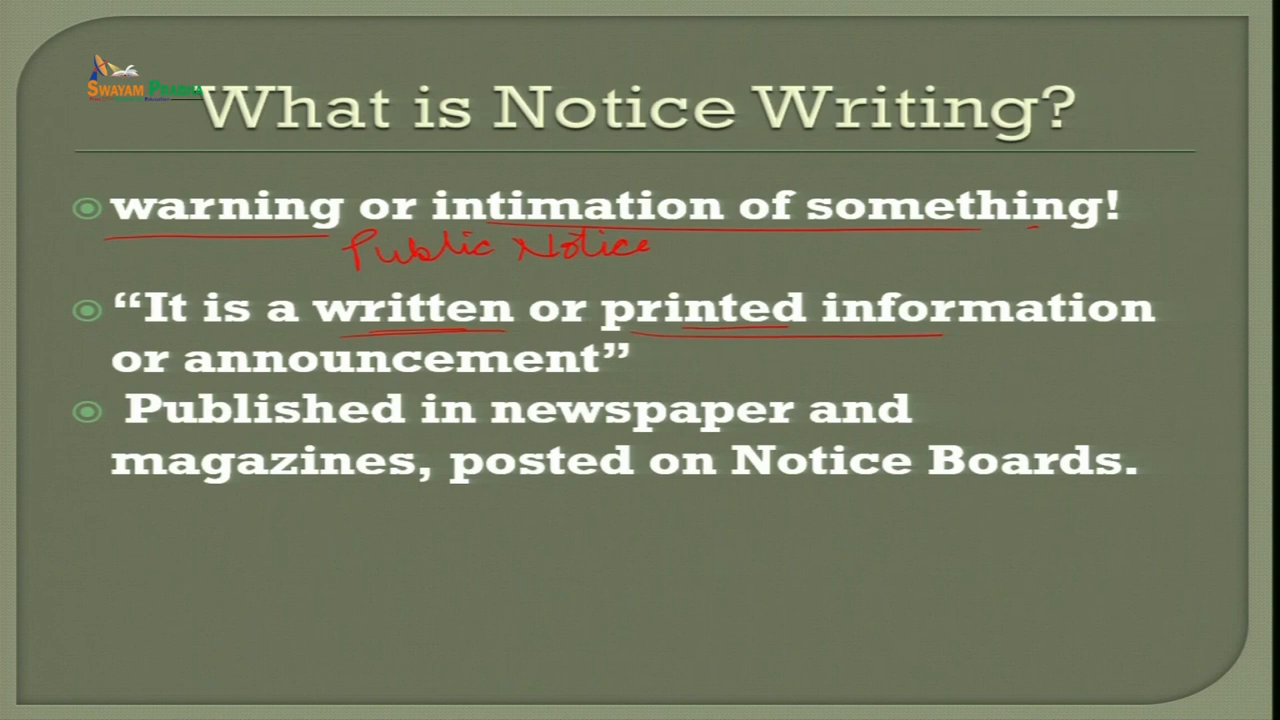 SWAYAM PRABHA
What is Notice Writing?
warning or intimation of something!
Public Notice
“It is a written or printed information
or announcement”
Published in newspaper and
magazines, posted on Notice Boards.